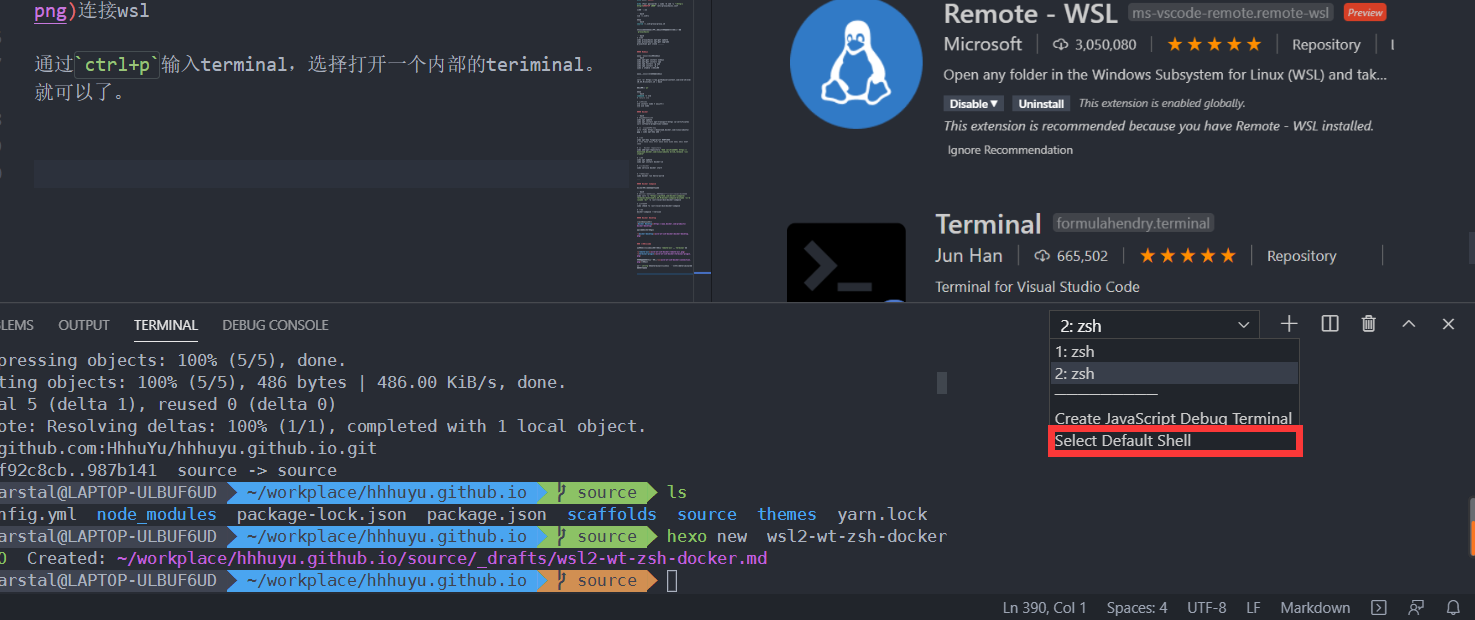 png)连接wsl
通过`ctrl+p`输入terminal，选择打开一个内部的teriminal。
就可以了。
Remote - WSL ms-vscode-remote.remote-wsl Preview
Microsoft 3,050,080 Repository
Open any folder in the Windows Subsystem for Linux (WSL) and tak...
Disable Uninstall This extension is enabled globally.
This extension is recommended because you have Remote - WSL installed.
Ignore Recommendation
Terminal formulahendry.terminal
Jun Han 665,502 Repository
Terminal for Visual Studio Code
LEMS OUTPUT TERMINAL DEBUG CONSOLE
2: zsh
1: zsh
2: zsh
Create JavaScript Debug Terminal
Select Default Shell
pressing objects: 100% (5/5), done.
ting objects: 100% (5/5), 486 bytes | 486.00 KiB/s, done.
al 5 (delta 1), reused 0 (delta 0)
ote: Resolving deltas: 100% (1/1), completed with 1 local object.
github.com:HhhuYu/hhhuyu.github.io.git
f92c8cb..987b141 source -> source
arstal@LAPTOP-ULBUF6UD ~/workplace/hhhuyu.github.io source ls
nfig.yml node_modules package-lock.json package.json scaffolds source themes yarn.lock
arstal@LAPTOP-ULBUF6UD ~/workplace/hhhuyu.github.io source hexo new wsl2-wt-zsh-docker
O Created: ~/workplace/hhhuyu.github.io/source/_drafts/wsl2-wt-zsh-docker.md
arstal@LAPTOP-ULBUF6UD ~/workplace/hhhuyu.github.io source
Ln 390, Col 1 Spaces: 4 UTF-8 LF Markdown